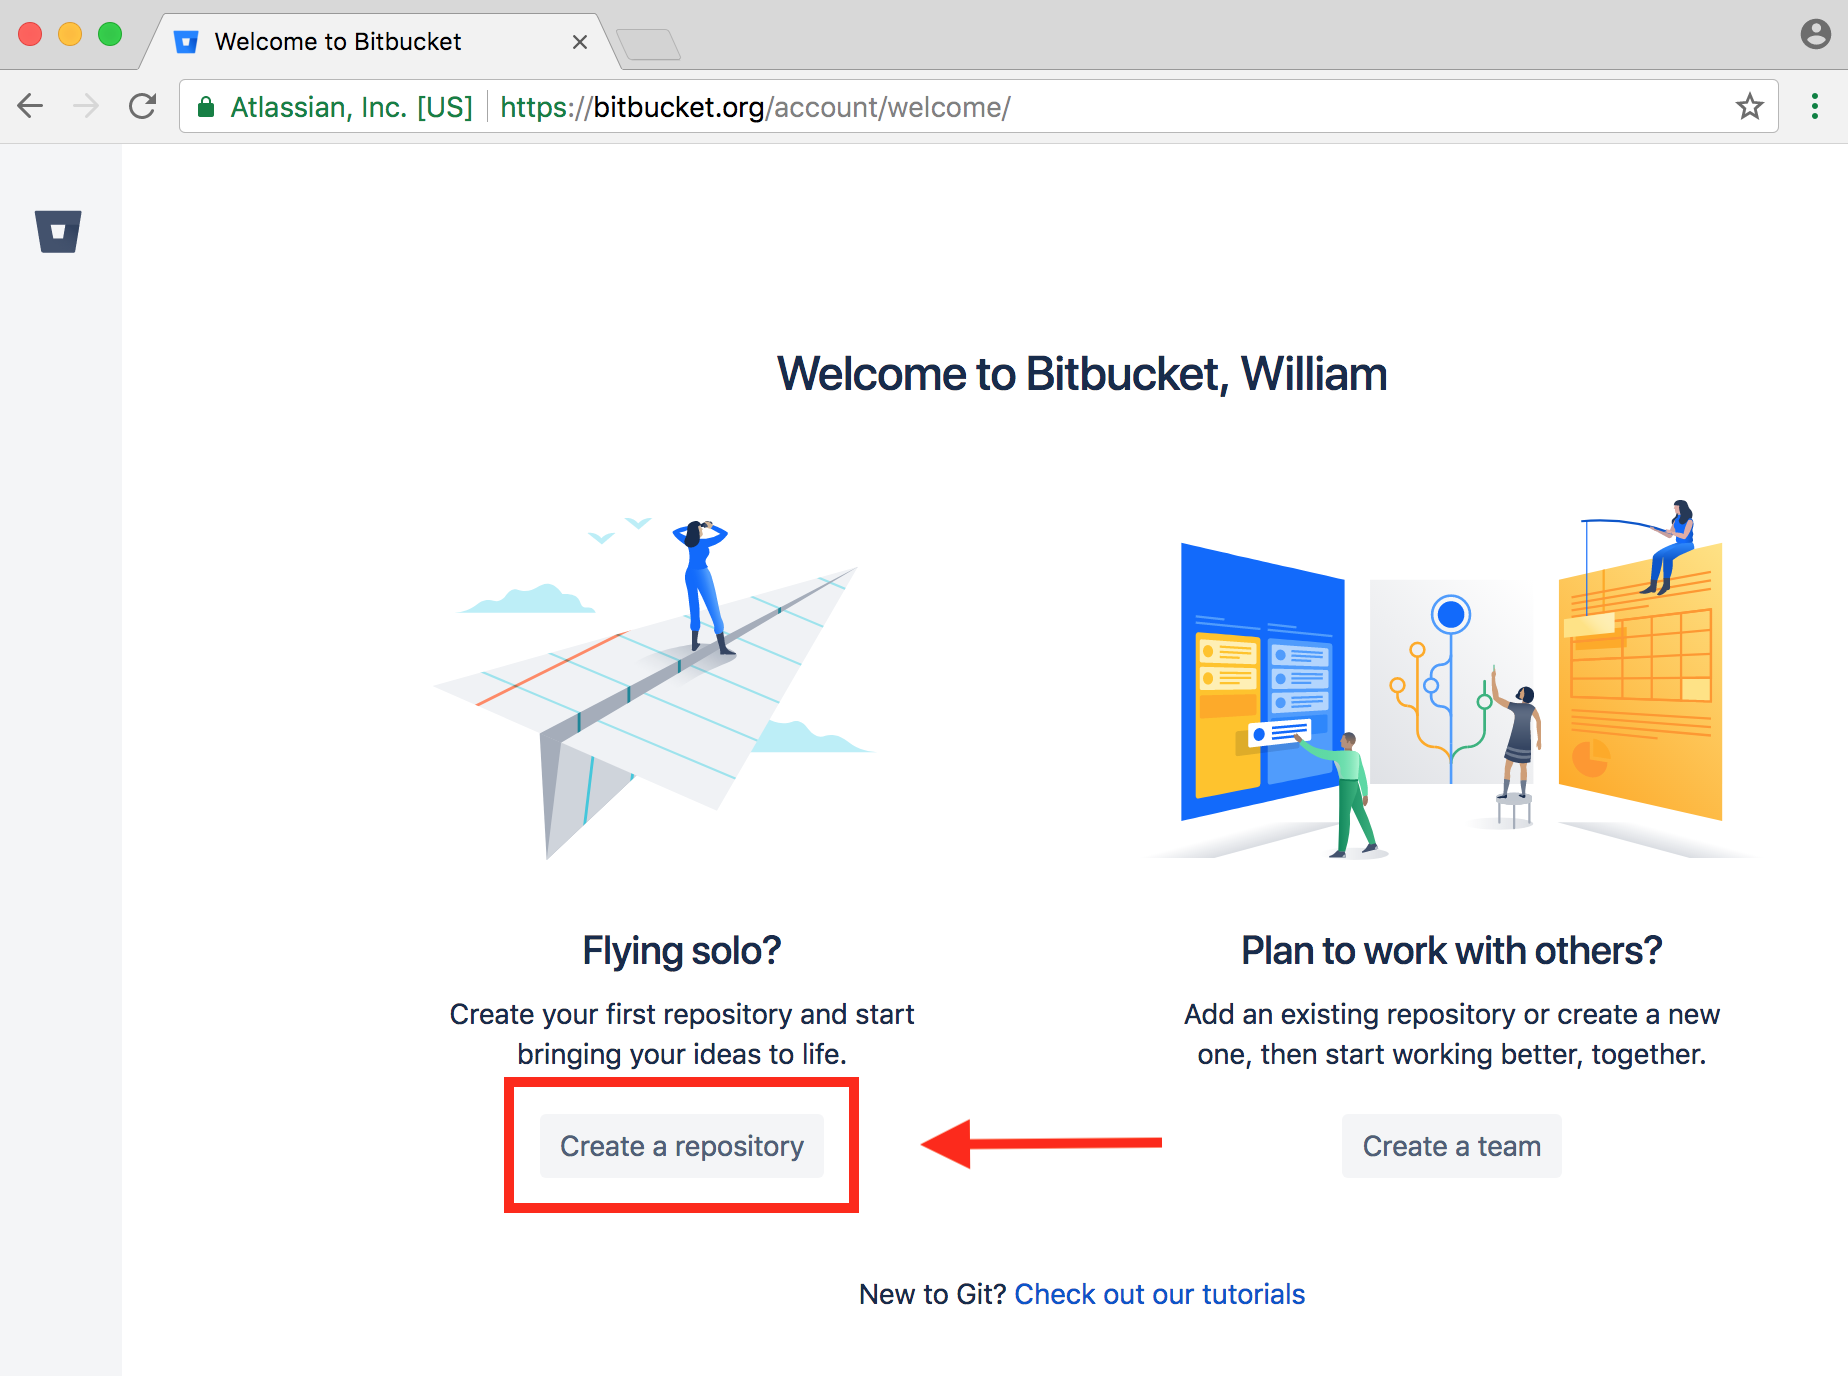 Welcome to Bitbucket
Atlassian, Inc. [US] https://bitbucket.org/account/welcome/
Welcome to Bitbucket, William
Flying solo?
Create your first repository and start
bringing your ideas to life.
Create a repository
Plan to work with others?
Add an existing repository or create a new
one, then start working better, together.
Create a team
New to Git? Check out our tutorials